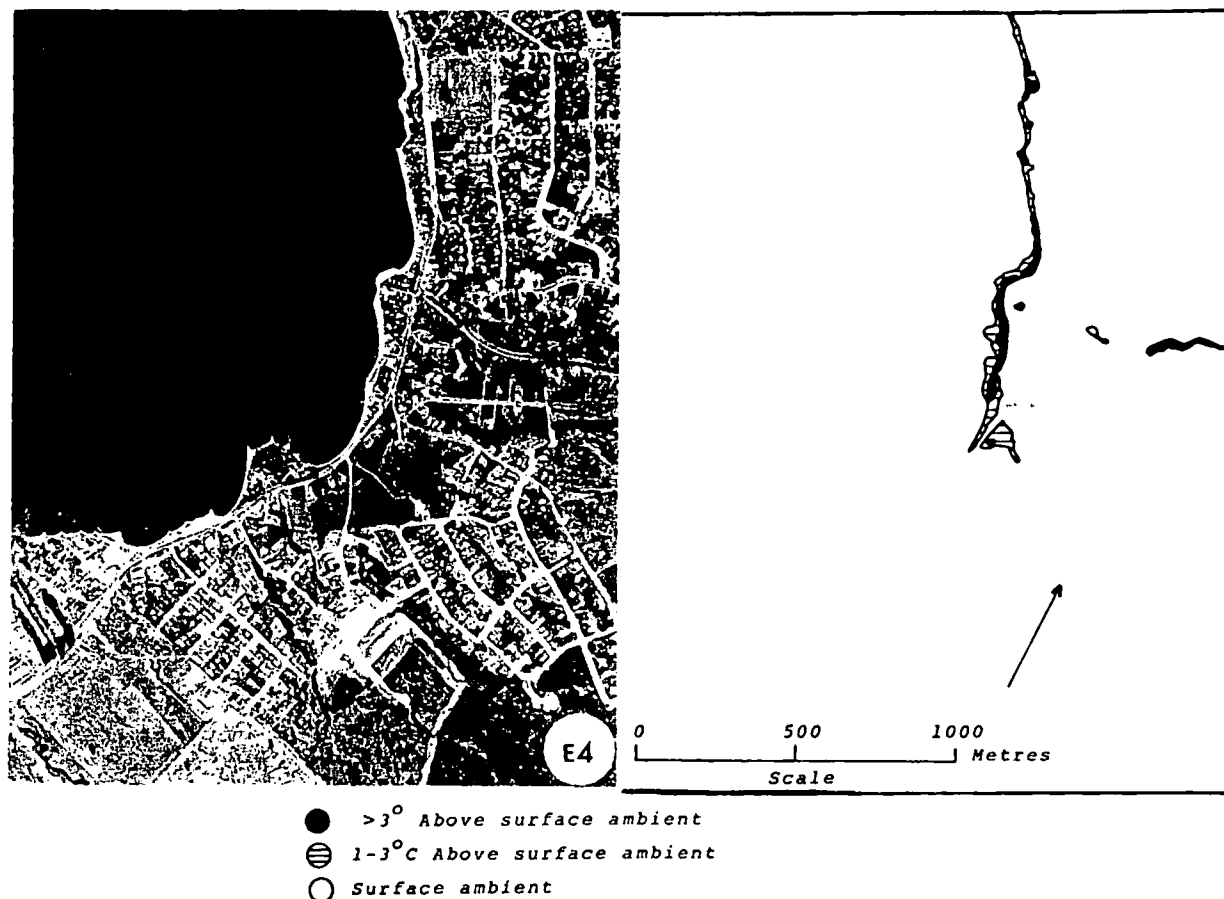 E4
0 500 1000
Metres
Scale
>3° Above surface ambient
1-3°C Above surface ambient
Surface ambient